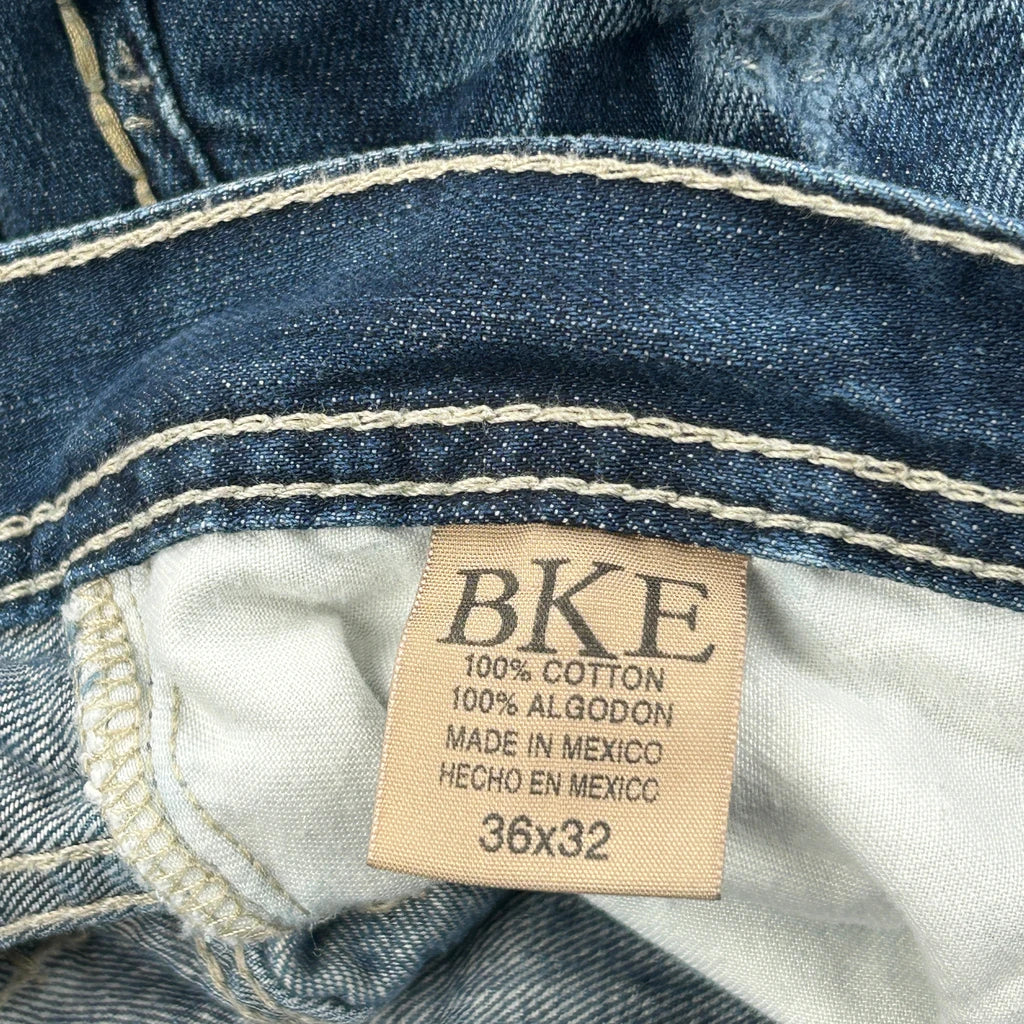 BKE
100% COTTON
100% ALGODON
MADE IN MEXICO
HECHO EN MEXICO
36x32